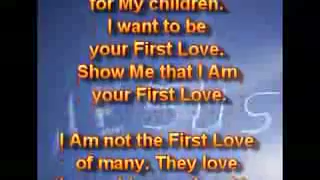 for My children.
I want to be
your First Love.
Show Me that I Am
your First Love.
I Am not the First Love
of many. They love
JESUS